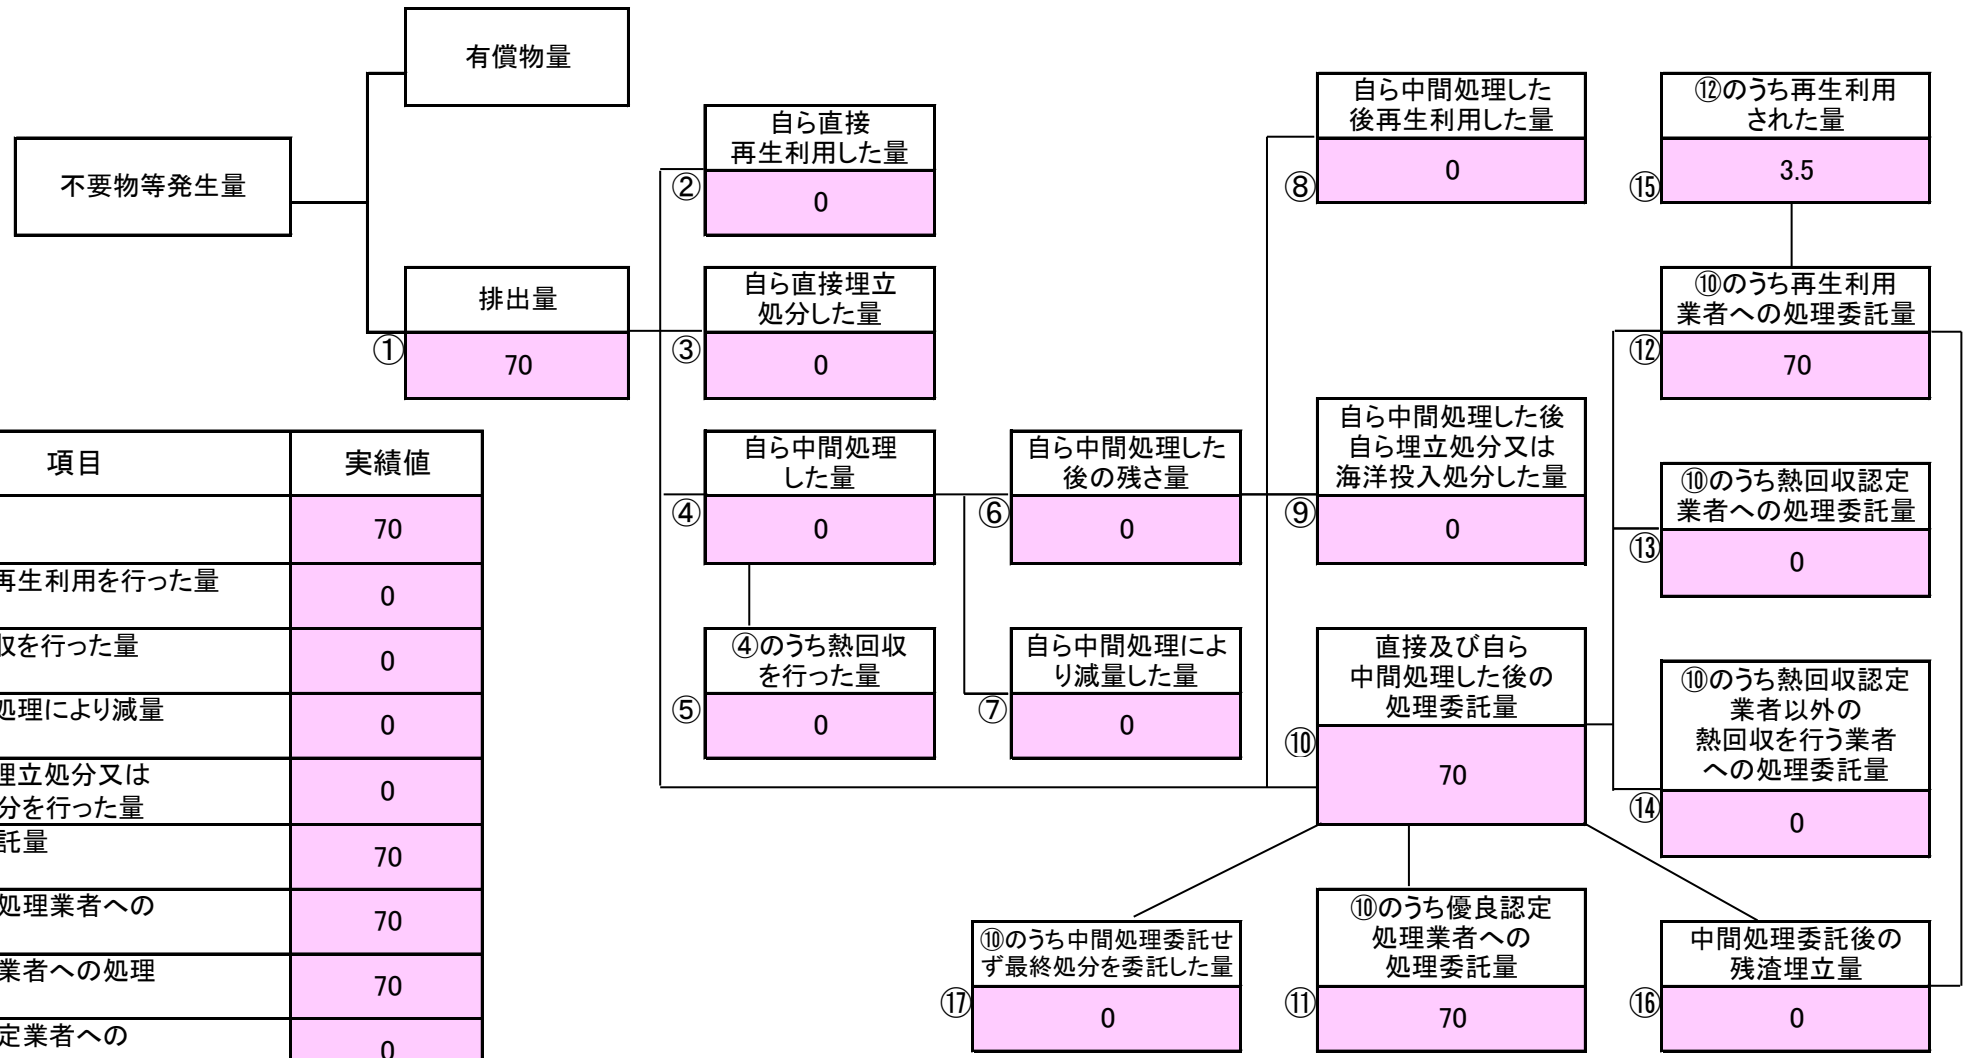 有償物量
不要物等発生量
排出量
①
70
自ら直接
再生利用した量
②
0
自ら直接埋立
処分した量
③
0
自ら中間処理
した量
④
0
④のうち熱回収
を行った量
⑤
0
自ら中間処理した
後の残さ量
⑥
0
自ら中間処理によ
り減量した量
⑦
0
自ら中間処理した
後再生利用した量
⑧
0
自ら中間処理した後
自ら埋立処分又は
海洋投入処分した量
⑨
0
直接及び自ら
中間処理した後の
処理委託量
⑩
70
⑫のうち再生利用
された量
⑮
3.5
⑩のうち再生利用
業者への処理委託量
⑫
70
⑩のうち熱回収認定
業者への処理委託量
⑬
0
⑩のうち熱回収認定
業者以外の
熱回収を行う業者
への処理委託量
⑭
0
⑩のうち中間処理委託せ
ず最終処分を委託した量
⑰
0
⑩のうち優良認定
処理業者への
処理委託量
⑪
70
中間処理委託後の
残渣埋立量
⑯
0
項目 実績値
70
再生利用を行った量 0
収を行った量 0
処理により減量 0
埋立処分又は
分を行った量 0
託量 70
処理業者への 70
業者への処理 70
定業者への 0